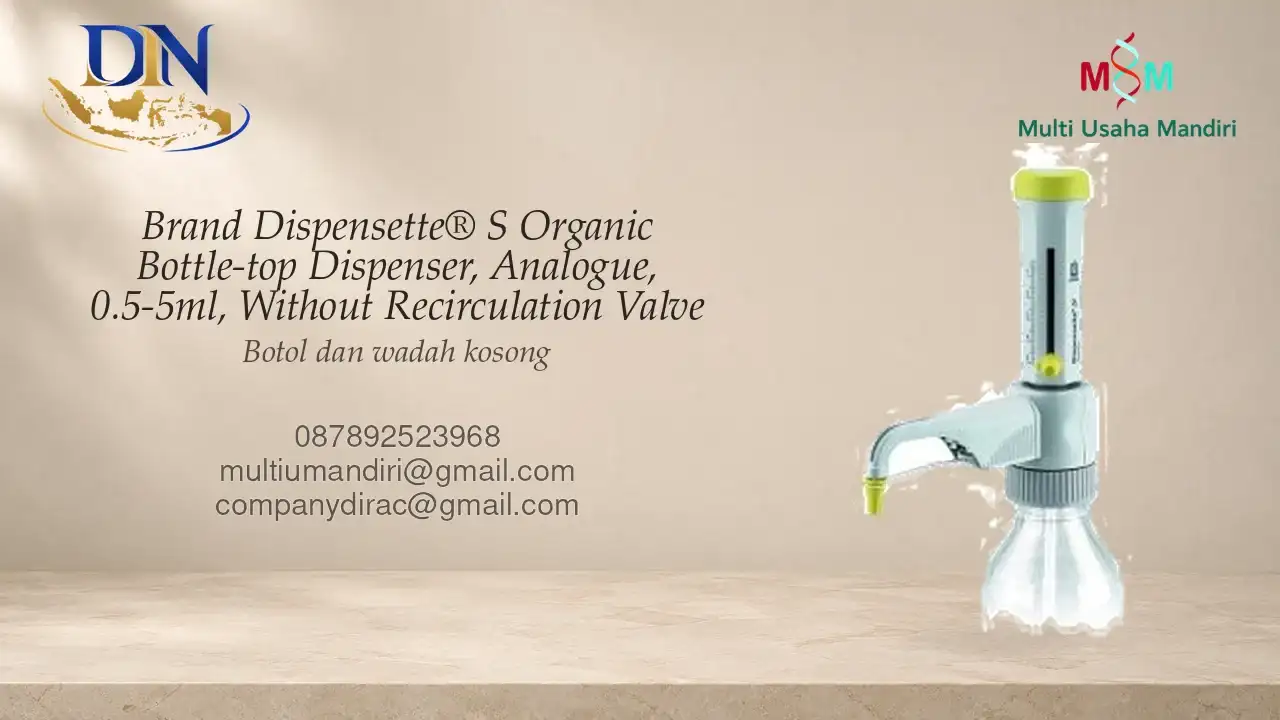 DIN
MSM
Multi Usaha Mandiri
Brand Dispensette® S Organic
Bottle-top Dispenser, Analogue,
0.5-5ml, Without Recirculation Valve
Botol dan wadah kosong
087892523968
multiumandiri@gmail.com
companydirac@gmail.com